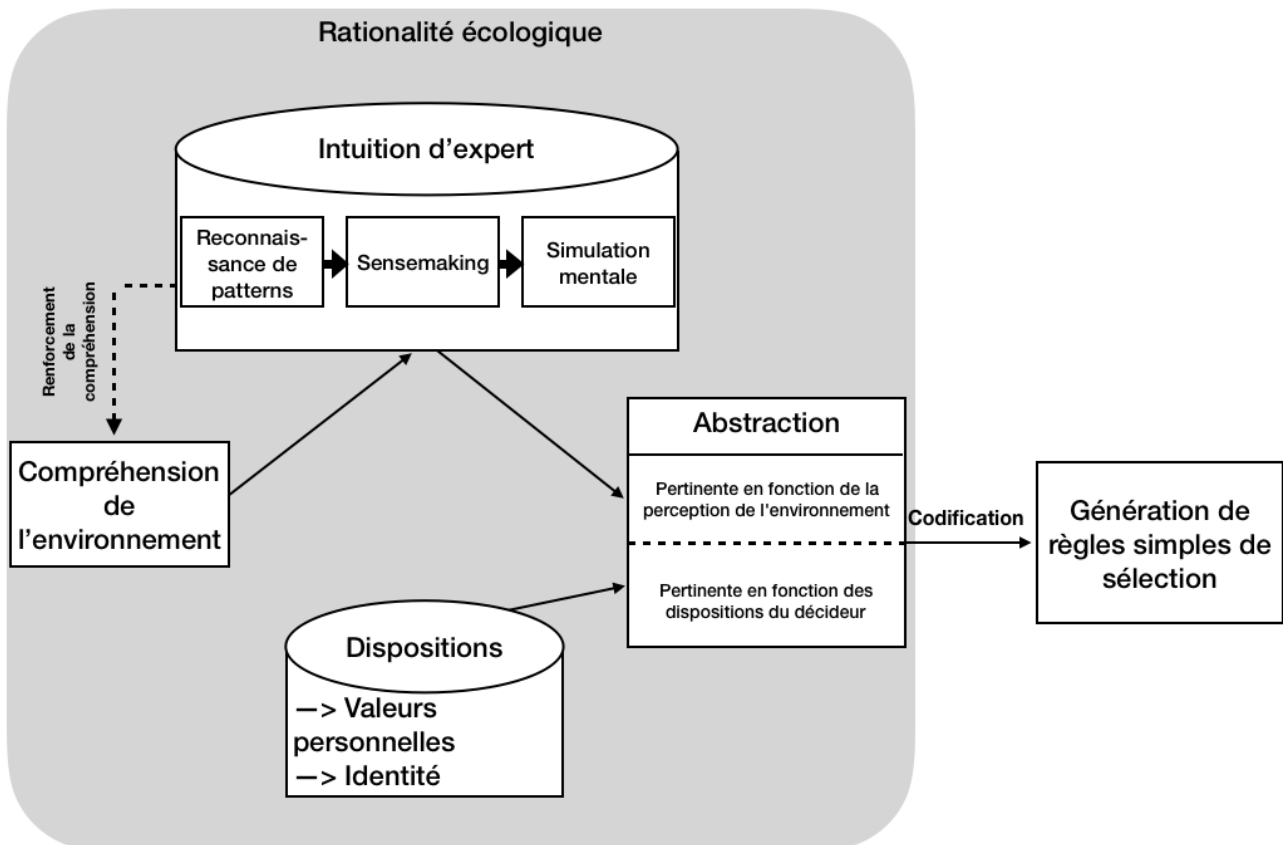 Rationalité écologique
Intuition d'expert
Reconnais-
sance de
patterns
Sensemaking
Simulation
mentale
Renforcement
de la
compréhension
Compréhension
de
l'environnement
Abstraction
Pertinente en fonction de la
perception de l'environnement
Pertinente en fonction des
dispositions du décideur
Codification
Génération de
règles simples de
sélection
Dispositions
—> Valeurs
personnelles
—> Identité